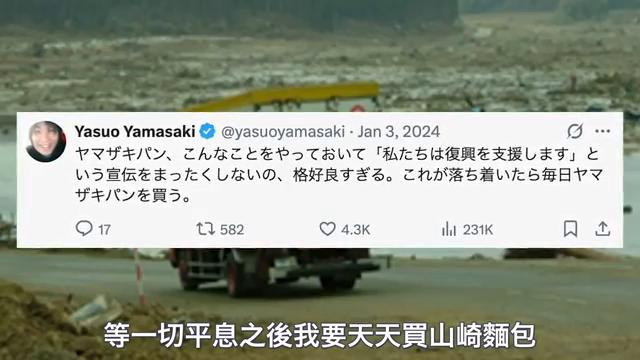 Yasuo Yamasaki @yasuoyamasaki · Jan 3, 2024
ヤマザキパン、こんなことをやっておいて「私たちは復興を支援します」と
いう宣伝をまったくしないの、格好良すぎる。これが落ち着いたら毎日ヤマ
ザキパンを買う。
17 582 4.3K 231K
等一切平息之後我要天天買山崎麵包